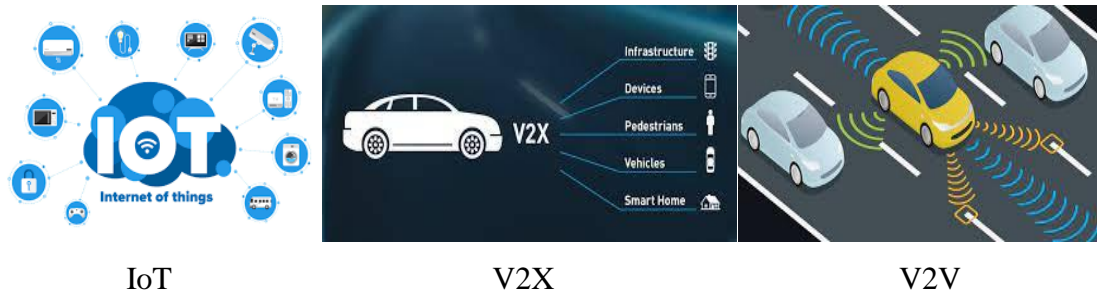 IOT
Internet of things
V2X
Infrastructure
Devices
Pedestrians
Vehicles
Smart Home
IoT
V2X
V2V